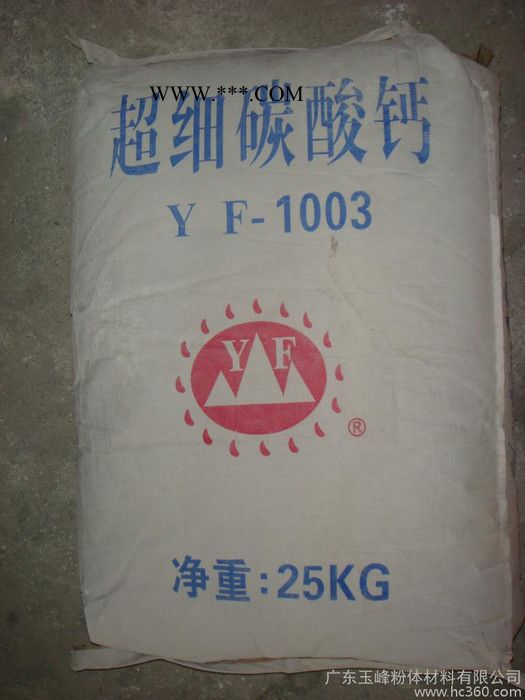 WWW.***.COM
超细碳酸钙
Y F-1003
Y F
®
净重:25KG
广东玉峰粉体材料有限公司
www.hc360.com